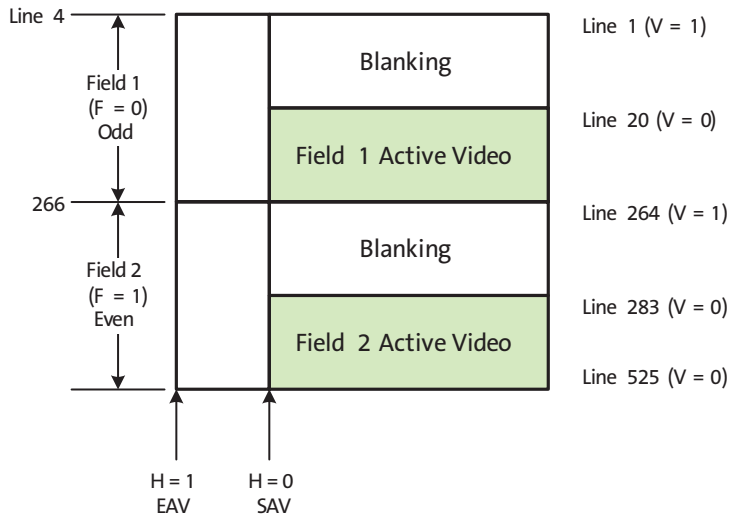 Line 4
Field 1
(F = 0)
Odd
266
Field 2
(F = 1)
Even
Blanking
Field 1 Active Video
Blanking
Field 2 Active Video
Line 1 (V = 1)
Line 20 (V = 0)
Line 264 (V = 1)
Line 283 (V = 0)
Line 525 (V = 0)
H = 1
EAV
H = 0
SAV